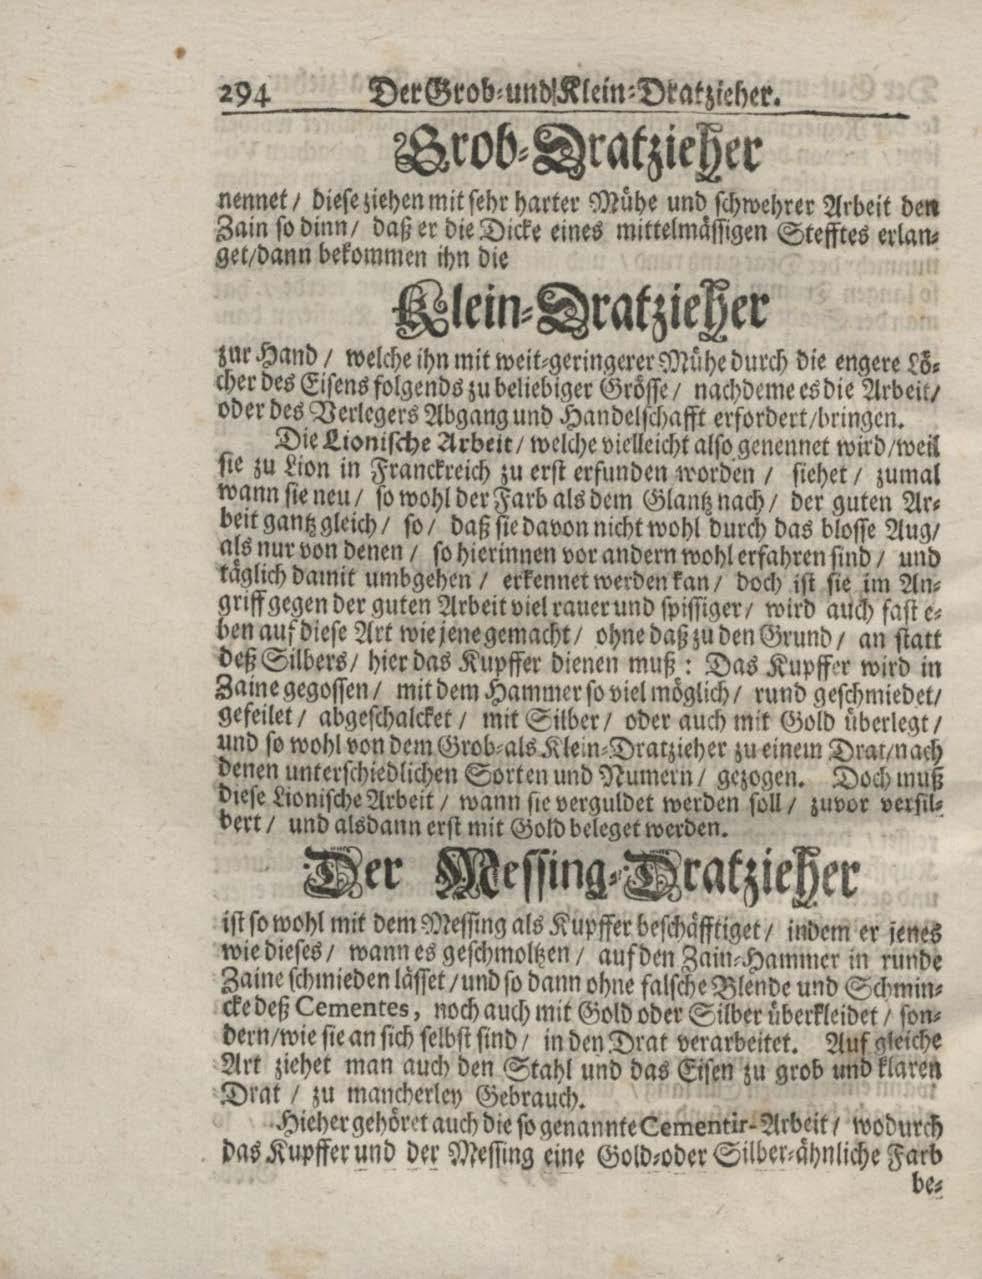 294 Der Grob- und Klein-Dratzieher.
Grob-Dratzieher
nennet / diese ziehen mit sehr harter Mühe und schwehrer Arbeit den
Zain so dinn / daß er die Dicke eines mittelmässigen Stefftes erlan-
get / dann bekommen ihn die
Klein-Dratzieher
zur Hand / welche ihn mit weit-geringerer Mühe durch die engere Lö-
cher des Eisens folgends zu beliebiger Grösse / nachdeme es die Arbeit /
oder des Verlegers Abgang und Handelschafft erfordert / bringen.
Die Lionische Arbeit / welche vielleicht also genennet wird / weil
sie zu Lion in Franckreich zu erst erfunden worden / siehet / zumal
wann sie neu / so wohl der Farb als dem Glantz nach / der guten Ar-
beit gantz gleich / so / daß sie davon nicht wohl durch das blosse Aug /
als nur von denen / so hierinnen vor andern wohl erfahren sind / und
täglich damit umbgehen / erkennet werden kan / doch ist sie im An-
griff gegen der guten Arbeit viel rauer und spissiger / wird auch fast e-
ben auf diese Art wie jene gemacht / ohne daß zu den Grund / an statt
deß Silbers / hier das Kupffer dienen muß : Das Kupffer wird in
Zaine gegossen / mit dem Hammer so viel möglich / rund geschmiedet /
gefeilet / abgeschalcket / mit Silber / oder auch mit Gold überlegt /
und so wohl von dem Grob- als Klein-Dratzieher zu einem Drat / nach
denen unterschiedlichen Sorten und Numern / gezogen. Doch muß
diese Lionische Arbeit / wann sie verguldet werden soll / zuvor versil-
bert / und alsdann erst mit Gold beleget werden.
Der Messing-Dratzieher
ist so wohl mit dem Messing als Kupffer beschäfftiget / indem er jenes
wie dieses / wann es geschmoltzen / auf den Zain-Hammer in runde
Zaine schmieden lässet / und so dann ohne falsche Blende und Schmin-
cke deß Cementes, noch auch mit Gold oder Silber überkleidet / son-
dern / wie sie an sich selbst sind / in den Drat verarbeitet. Auf gleiche
Art ziehet man auch den Stahl und das Eisen zu grob und klaren
Drat / zu mancherley Gebrauch.
Hieher gehöret auch die so genannte Cementir-Arbeit / wodurch
das Kupffer und der Messing eine Gold- oder Silber-ähnliche Farb
be-